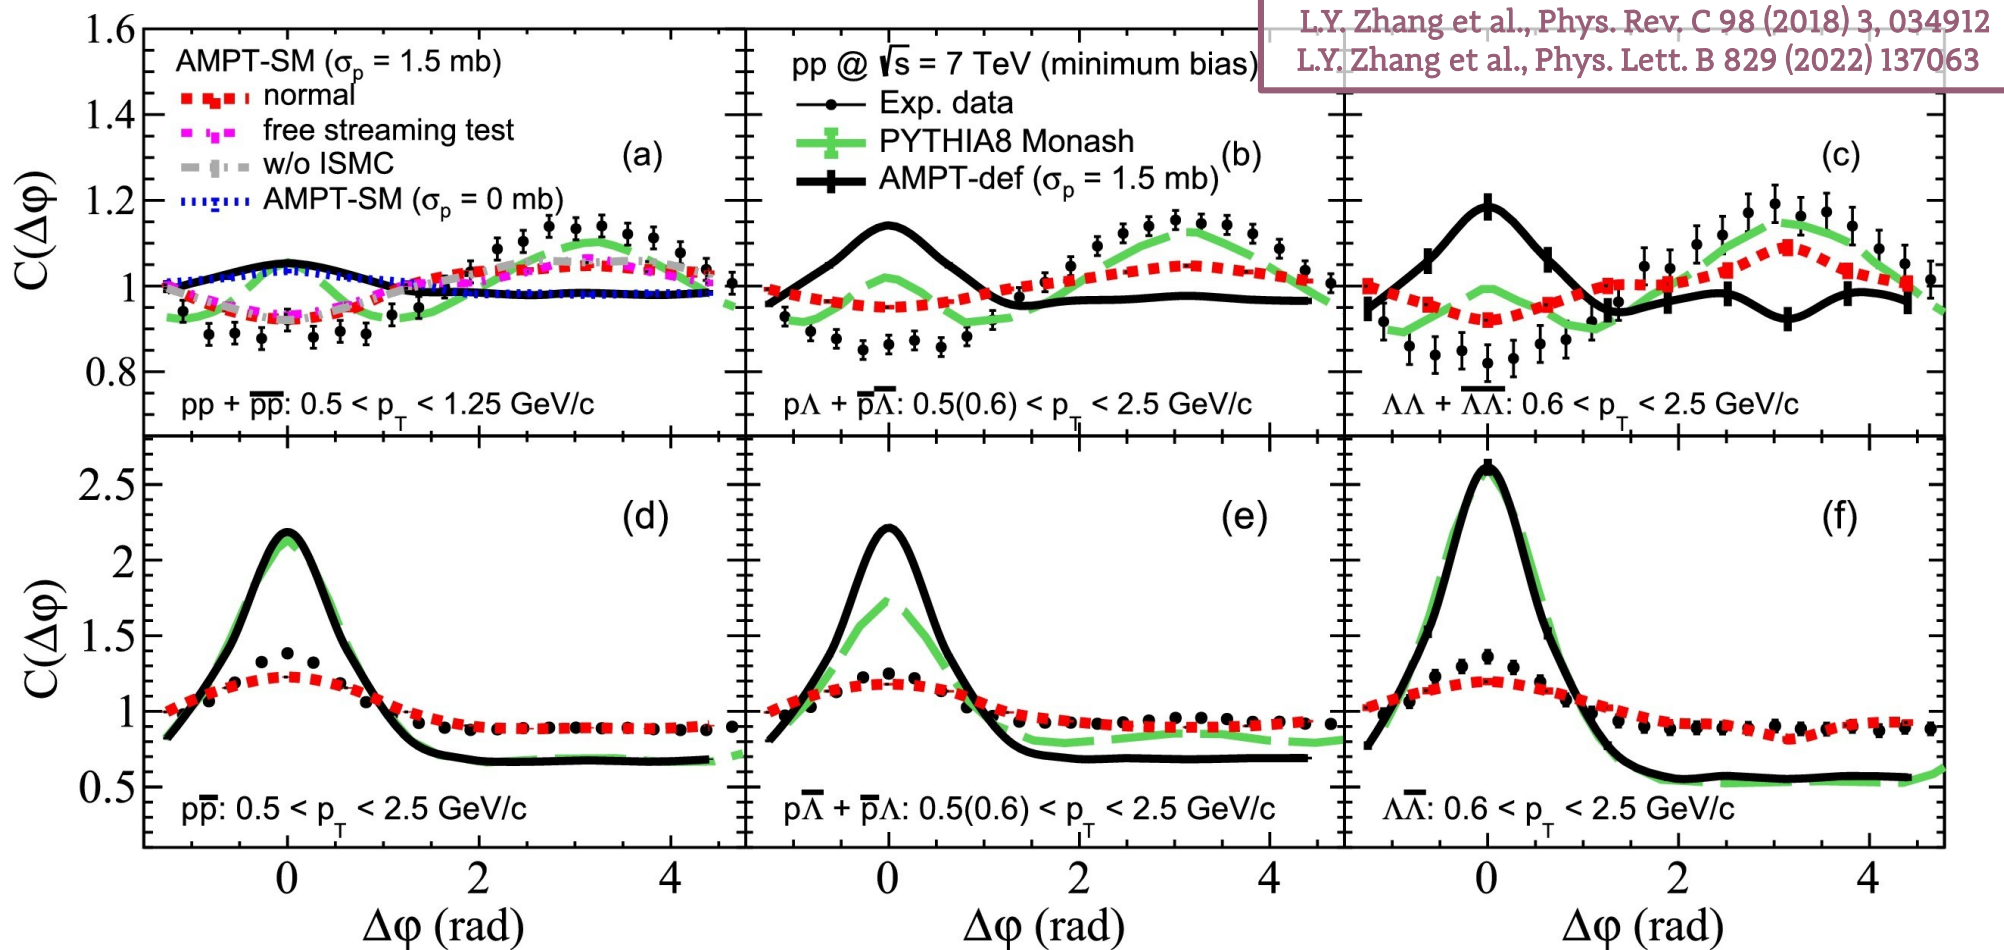 L.Y. Zhang et al., Phys. Rev. C 98 (2018) 3, 034912
L.Y. Zhang et al., Phys. Lett. B 829 (2022) 137063
AMPT-SM (σp = 1.5 mb)
normal
free streaming test
w/o ISMC
AMPT-SM (σp = 0 mb)
(a)
pp + p̅p̅: 0.5 < pT < 1.25 GeV/c
pp @ √s = 7 TeV (minimum bias)
Exp. data
PYTHIA8 Monash
AMPT-def (σp = 1.5 mb)
(b)
pΛ + p̅Λ̅: 0.5(0.6) < pT < 2.5 GeV/c
(c)
ΛΛ + Λ̅Λ̅: 0.6 < pT < 2.5 GeV/c
C(Δφ)
1.6
1.4
1.2
1
0.8
(d)
pp̅: 0.5 < pT < 2.5 GeV/c
(e)
pΛ̅ + p̅Λ: 0.5(0.6) < pT < 2.5 GeV/c
(f)
ΛΛ̅: 0.6 < pT < 2.5 GeV/c
C(Δφ)
2.5
2
1.5
1
0.5
0 2 4
0 2 4
0 2 4
Δφ (rad)
Δφ (rad)
Δφ (rad)